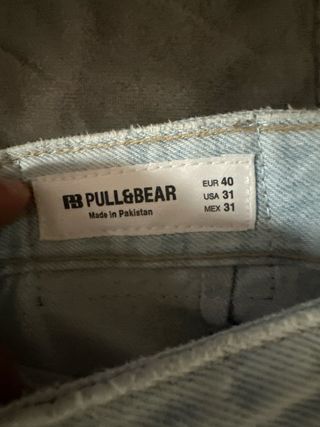 PB PULL&BEAR
Made in Pakistan
EUR 40
USA 31
MEX 31